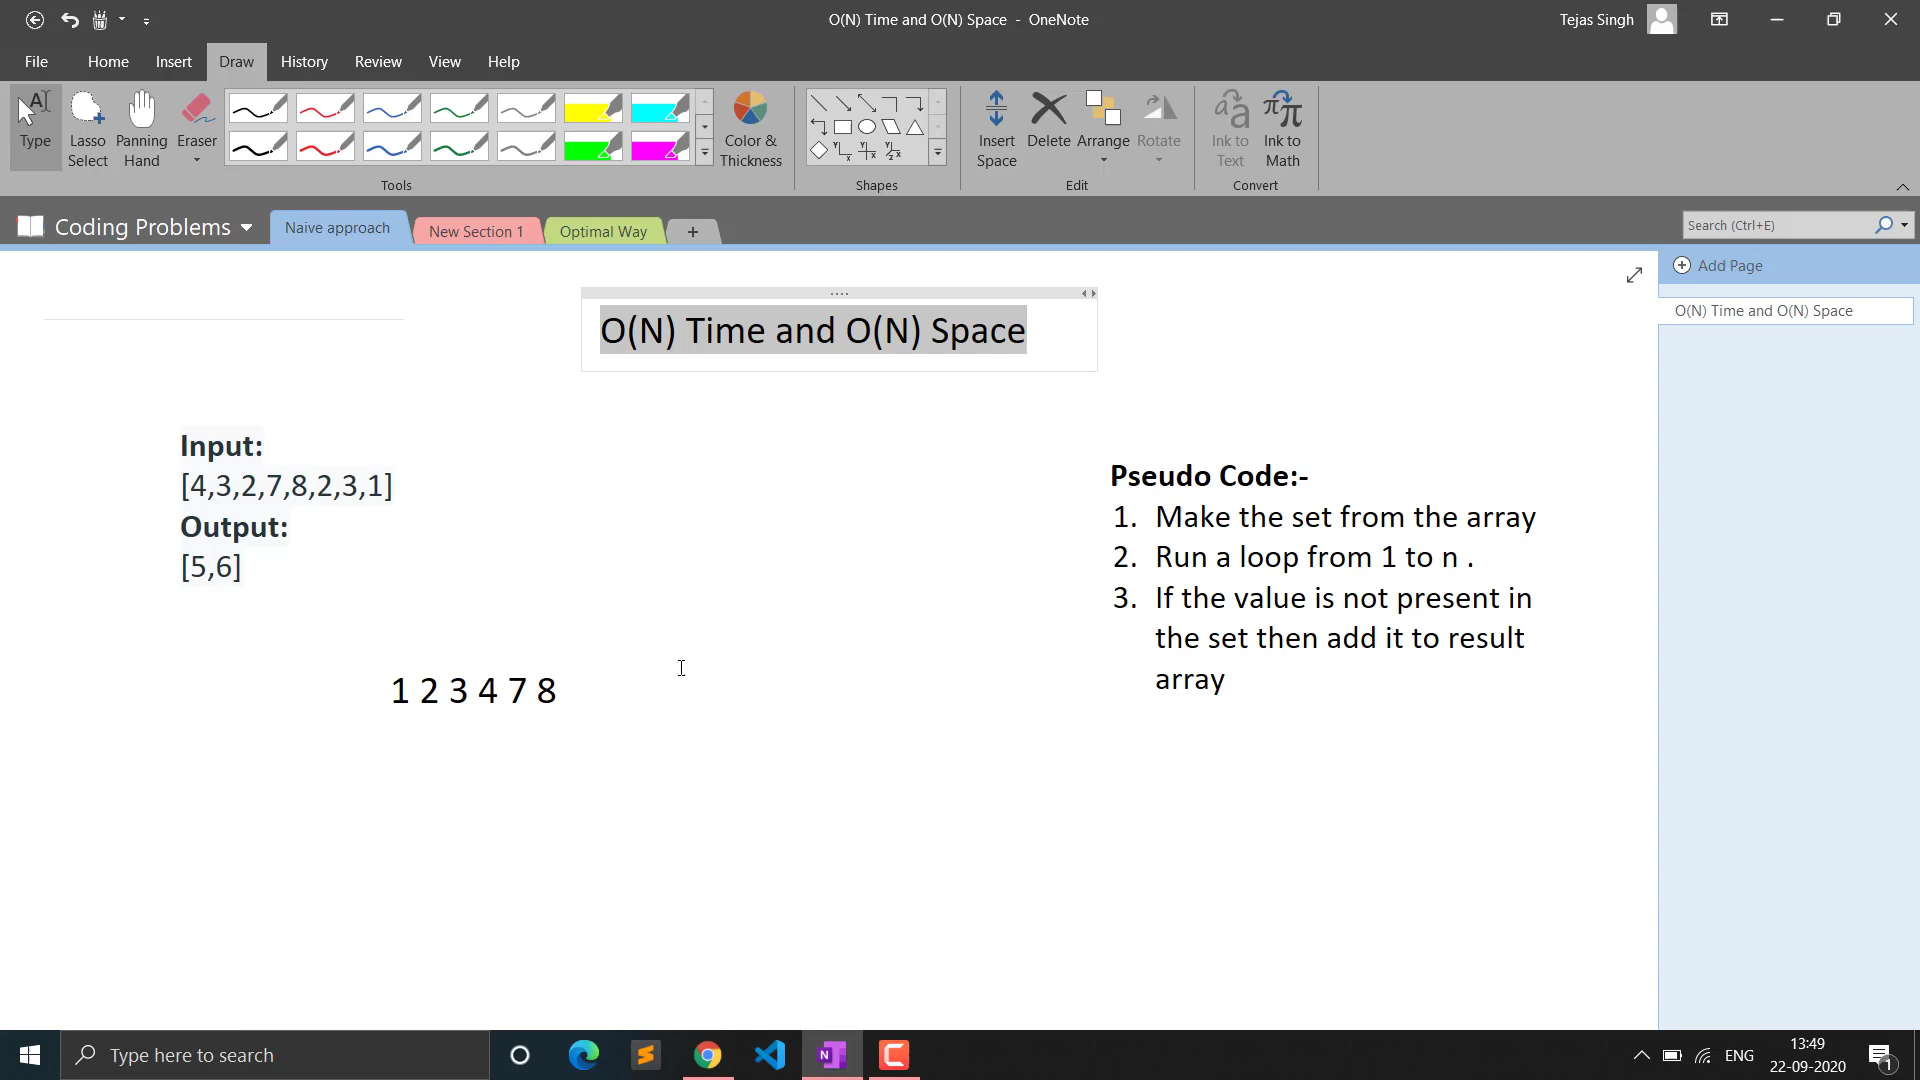 O(N) Time and O(N) Space - OneNote
Tejas Singh
File Home Insert Draw History Review View Help
Type
Lasso Select
Panning Hand
Eraser
Color & Thickness
Insert Space
Delete
Arrange
Rotate
Ink to Text
Ink to Math
Tools
Shapes
Edit
Convert
Coding Problems
Naive approach
New Section 1
Optimal Way
+
Search (Ctrl+E)
Add Page
O(N) Time and O(N) Space
O(N) Time and O(N) Space
Input:
[4,3,2,7,8,2,3,1]
Output:
[5,6]
1 2 3 4 7 8
Pseudo Code:-
1. Make the set from the array
2. Run a loop from 1 to n .
3. If the value is not present in
the set then add it to result
array
Type here to search
ENG
13:49
22-09-2020
1